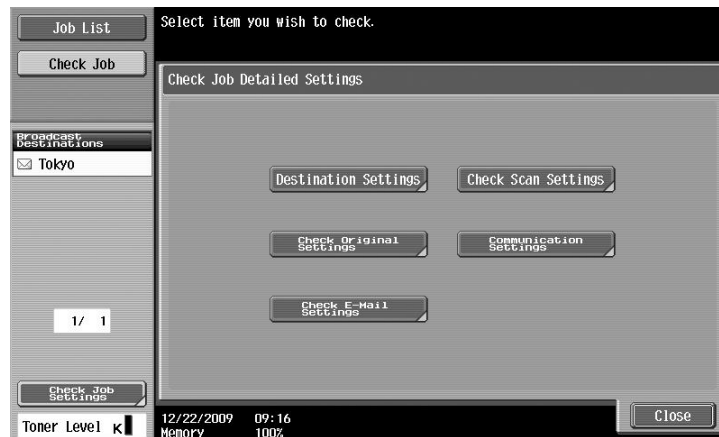 Job List
Check Job
Select item you wish to check.
Check Job Detailed Settings
Broadcast
Destinations
Tokyo
Destination Settings
Check Scan Settings
Check Original
Settings
Communication
Settings
Check E-Mail
Settings
1/ 1
Check Job
Settings
Toner Level K
12/22/2009 09:16
Memory 100%
Close